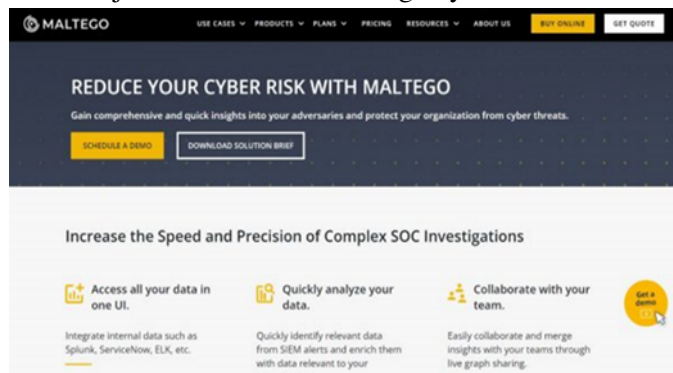 MALTEGO USE CASES PRODUCTS PLANS PRICING RESOURCES ABOUT US BUY ONLINE GET QUOTE
REDUCE YOUR CYBER RISK WITH MALTEGO
Gain comprehensive and quick insights into your adversaries and protect your organization from cyber threats.
SCHEDULE A DEMO DOWNLOAD SOLUTION BRIEF
Increase the Speed and Precision of Complex SOC Investigations
Access all your data in
one UI.
Integrate internal data such as
Splunk, ServiceNow, ELK, etc.
Quickly analyze your
data.
Quickly identify relevant data
from SIEM alerts and enrich them
with data relevant to your
Collaborate with your
team.
Easily collaborate and merge
insights with your teams through
live graph sharing.
Get a
demo